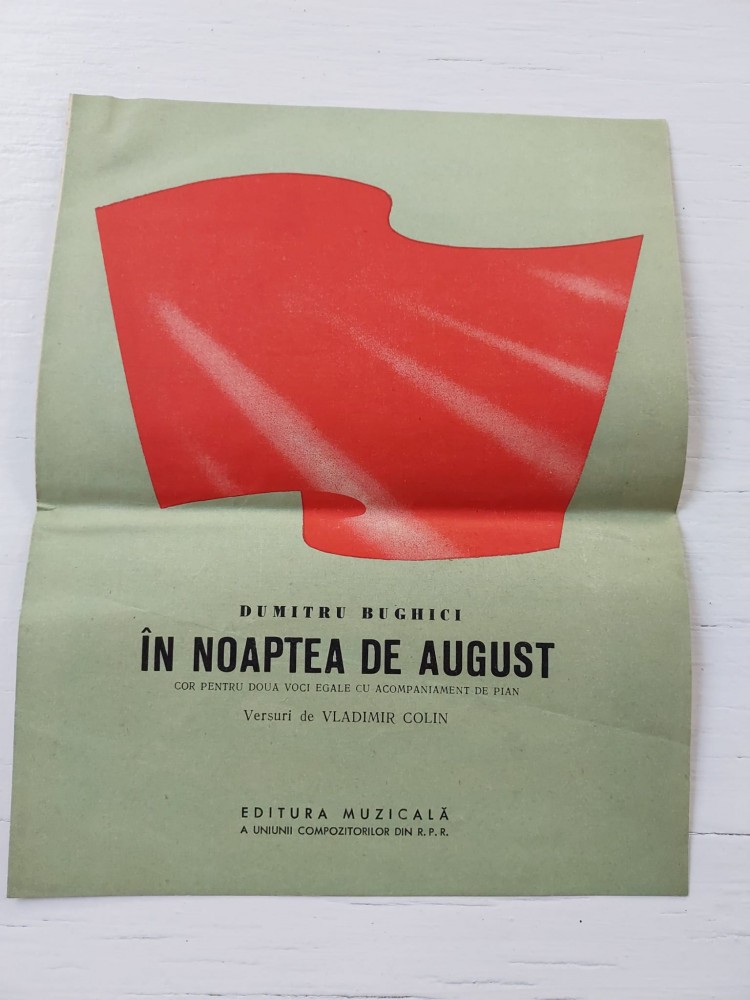 DUMITRU BUGHICI
ÎN NOAPTEA DE AUGUST
COR PENTRU DOUA VOCI EGALE CU ACOMPANIAMENT DE PIAN
Versuri de VLADIMIR COLIN
EDITURA MUZICALĂ
A UNIUNII COMPOZITORILOR DIN R.P.R.